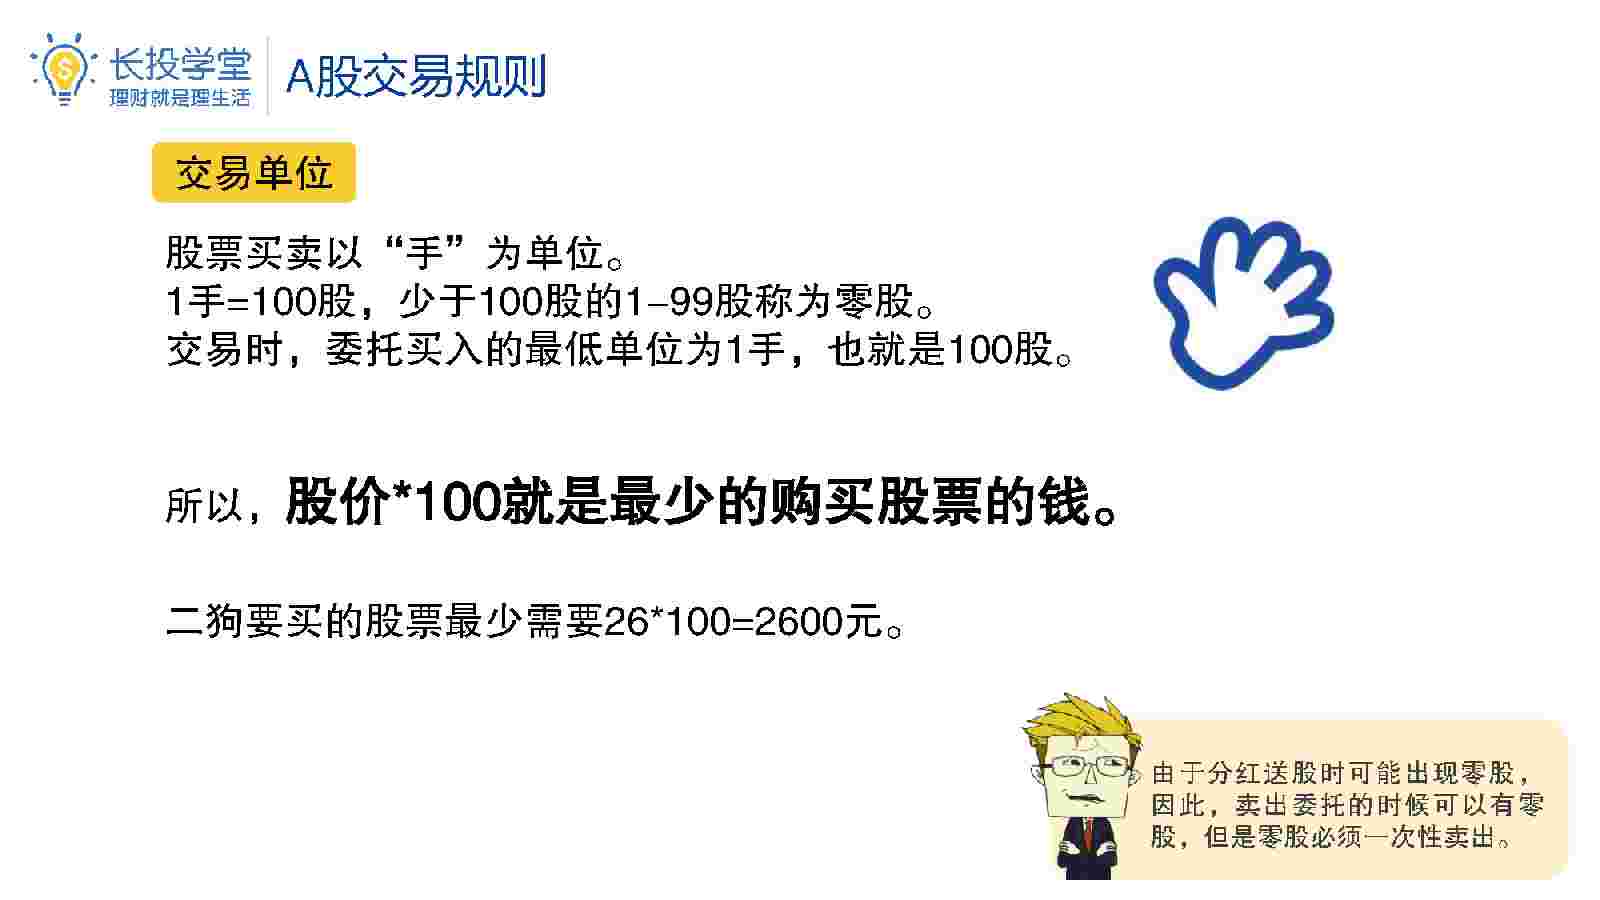 长投学堂
理财就是理生活
A股交易规则
交易单位
股票买卖以“手”为单位。
1手=100股，少于100股的1–99股称为零股。
交易时，委托买入的最低单位为1手，也就是100股。
所以，股价*100就是最少的购买股票的钱。
二狗要买的股票最少需要26*100=2600元。
由于分红送股时可能出现零股，
因此，卖出委托的时候可以有零
股，但是零股必须一次性卖出。